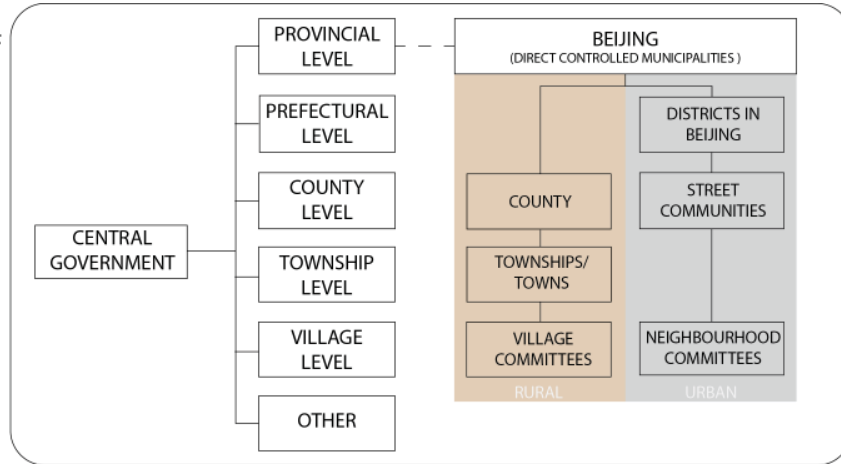 PROVINCIAL
LEVEL
BEIJING
(DIRECT CONTROLLED MUNICIPALITIES )
PREFECTURAL
LEVEL
DISTRICTS IN
BEIJING
COUNTY
LEVEL
COUNTY
STREET
COMMUNITIES
CENTRAL
GOVERNMENT
TOWNSHIP
LEVEL
TOWNSHIPS/
TOWNS
VILLAGE
LEVEL
VILLAGE
COMMITTEES
NEIGHBOURHOOD
COMMITTEES
RURAL
URBAN
OTHER